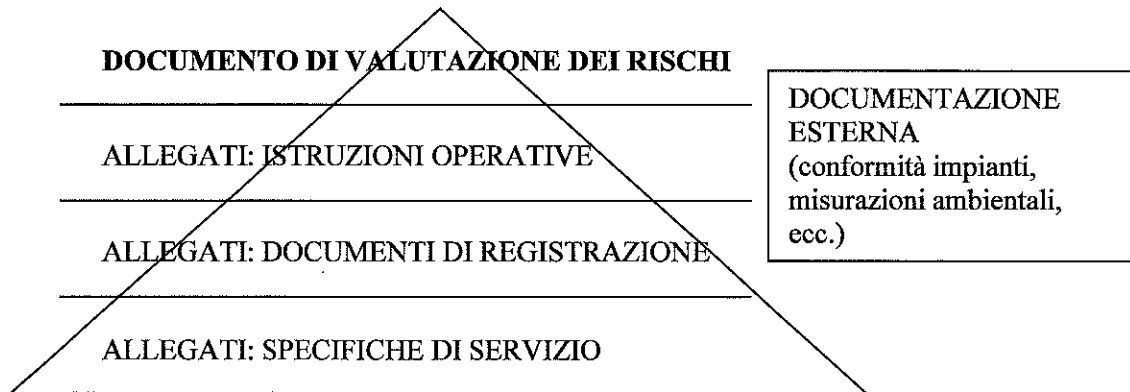 DOCUMENTO DI VALUTAZIONE DEI RISCHI
ALLEGATI: ISTRUZIONI OPERATIVE
ALLEGATI: DOCUMENTI DI REGISTRAZIONE
ALLEGATI: SPECIFICHE DI SERVIZIO
DOCUMENTAZIONE
ESTERNA
(conformità impianti,
misurazioni ambientali,
ecc.)